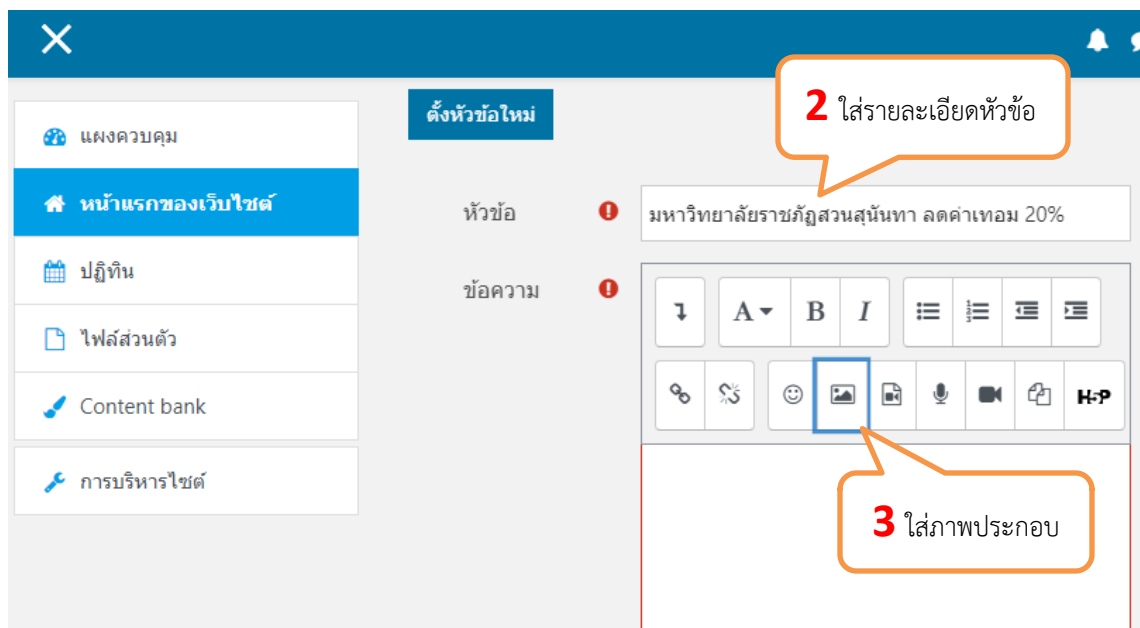 2 ใส่รายละเอียดหัวข้อ
ตั้งหัวข้อใหม่
แผงควบคุม
หน้าแรกของเว็บไซต์
ปฏิทิน
ไฟล์ส่วนตัว
Content bank
การบริหารไซต์
หัวข้อ
มหาวิทยาลัยราชภัฏสวนสุนันทา ลดค่าเทอม 20%
ข้อความ
A B I
H5P
3 ใส่ภาพประกอบ